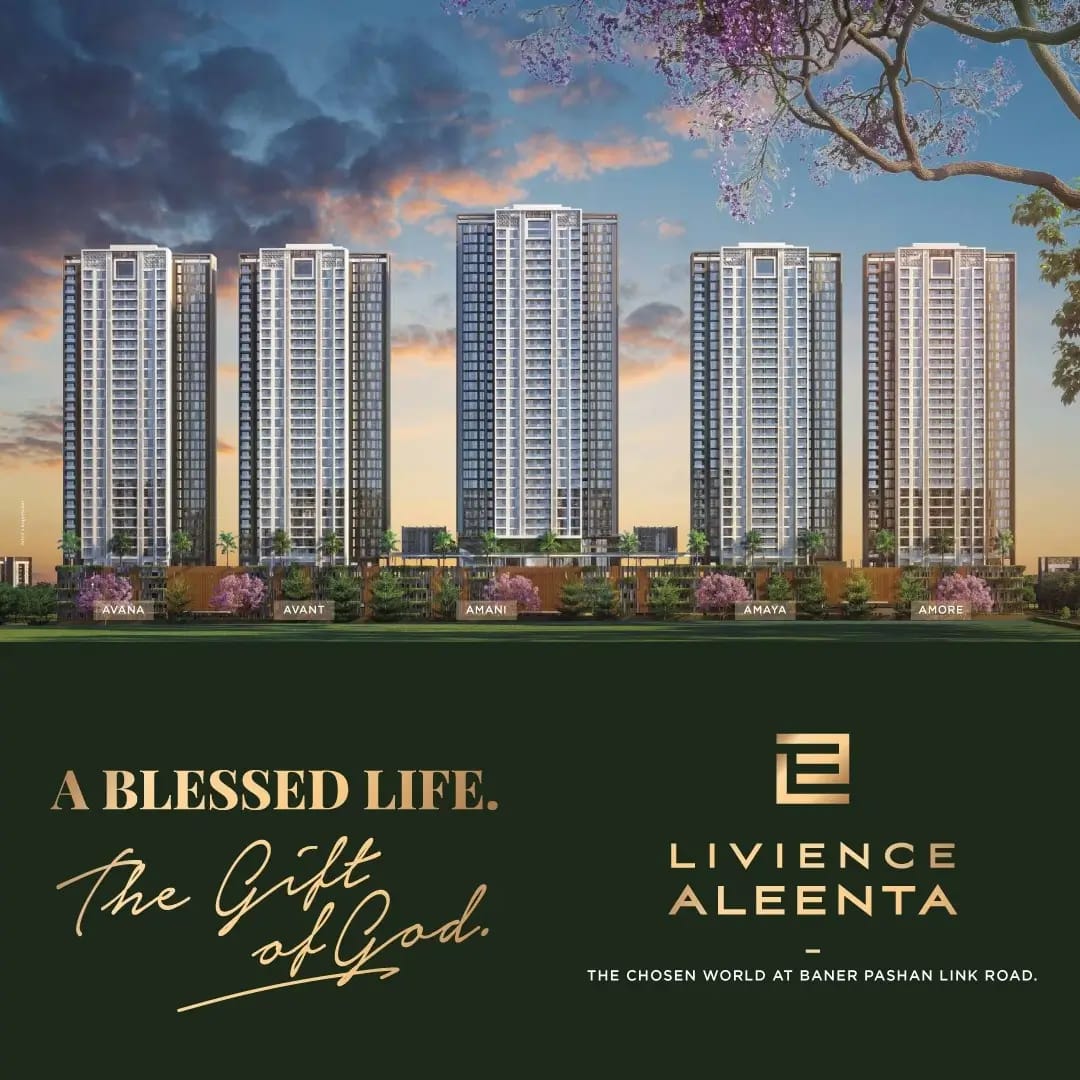 AVANA
AVANT
AMANI
AMAYA
AMORE
A BLESSED LIFE.
The Gift
of God.
LIVIENCE
ALEENTA
THE CHOSEN WORLD AT BANER PASHAN LINK ROAD.